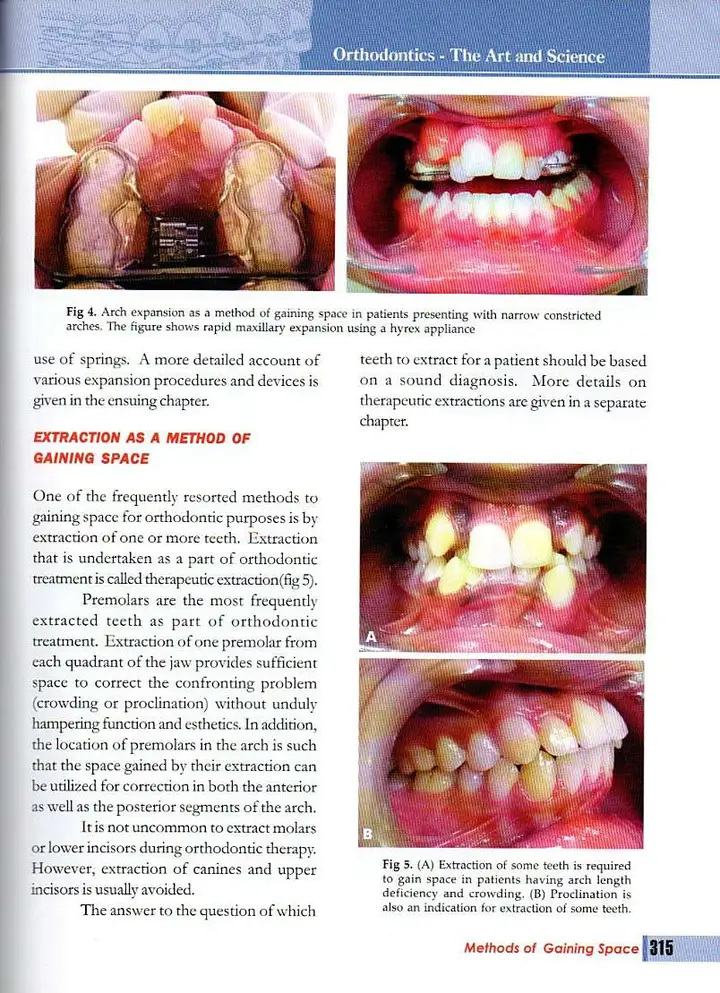 Orthodontics - The Art and Science
Fig 4. Arch expansion as a method of gaining space in patients presenting with narrow constricted
arches. The figure shows rapid maxillary expansion using a hyrex appliance
use of springs. A more detailed account of
various expansion procedures and devices is
given in the ensuing chapter.
EXTRACTION AS A METHOD OF
GAINING SPACE
One of the frequently resorted methods to
gaining space for orthodontic purposes is by
extraction of one or more teeth. Extraction
that is undertaken as a part of orthodontic
treatment is called therapeutic extraction(fig 5).
Premolars are the most frequently
extracted teeth as part of orthodontic
treatment. Extraction of one premolar from
each quadrant of the jaw provides sufficient
space to correct the confronting problem
(crowding or proclination) without unduly
hampering function and esthetics. In addition,
the location of premolars in the arch is such
that the space gained by their extraction can
be utilized for correction in both the anterior
as well as the posterior segments of the arch.
It is not uncommon to extract molars
or lower incisors during orthodontic therapy.
However, extraction of canines and upper
incisors is usually avoided.
The answer to the question of which
teeth to extract for a patient should be based
on a sound diagnosis. More details on
therapeutic extractions are given in a separate
chapter.
A
B
Fig 5. (A) Extraction of some teeth is required
to gain space in patients having arch length
deficiency and crowding. (B) Proclination is
also an indication for extraction of some teeth.
Methods of Gaining Space 315